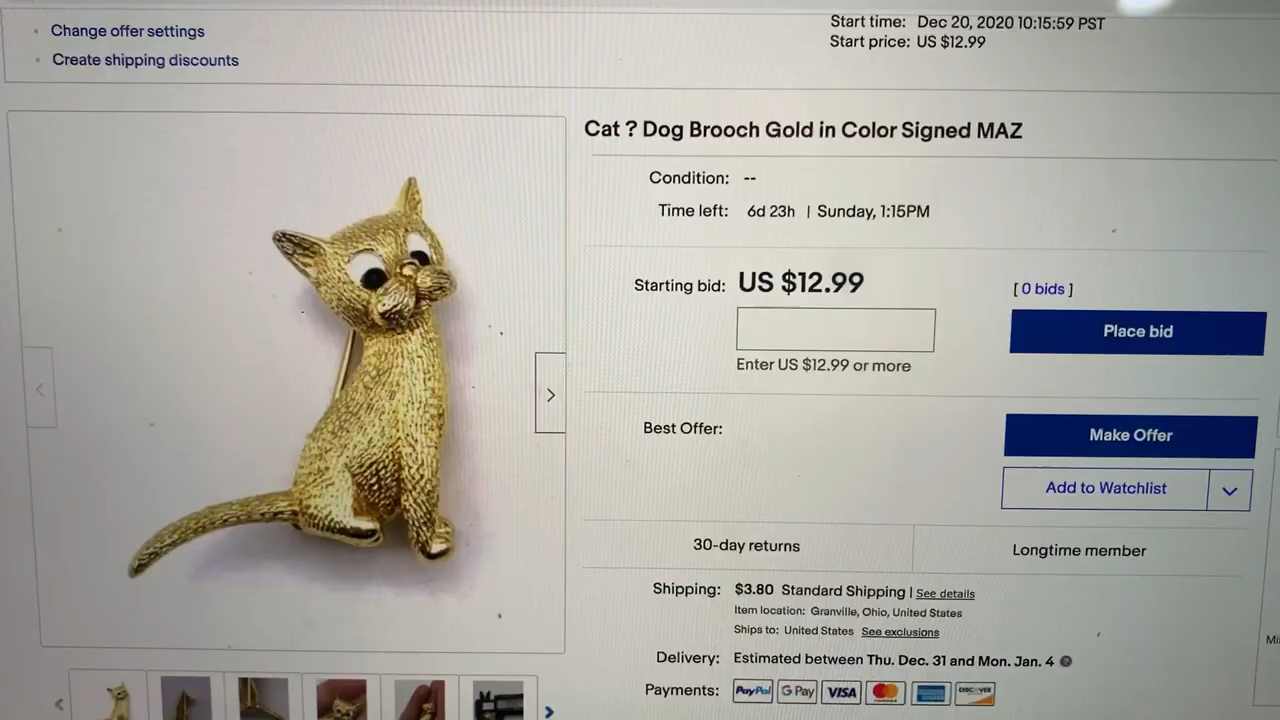 Change offer settings
Create shipping discounts
Start time: Dec 20, 2020 10:15:59 PST
Start price: US $12.99
Cat ? Dog Brooch Gold in Color Signed MAZ
Condition: --
Time left: 6d 23h | Sunday, 1:15PM
Starting bid: US $12.99
[ 0 bids ]
Place bid
Enter US $12.99 or more
Best Offer:
Make Offer
Add to Watchlist
30-day returns
Longtime member
Shipping: $3.80 Standard Shipping | See details
Item location: Granville, Ohio, United States
Ships to: United States See exclusions
Delivery: Estimated between Thu. Dec. 31 and Mon. Jan. 4 ?
Payments: PayPal G Pay VISA DISCOVER